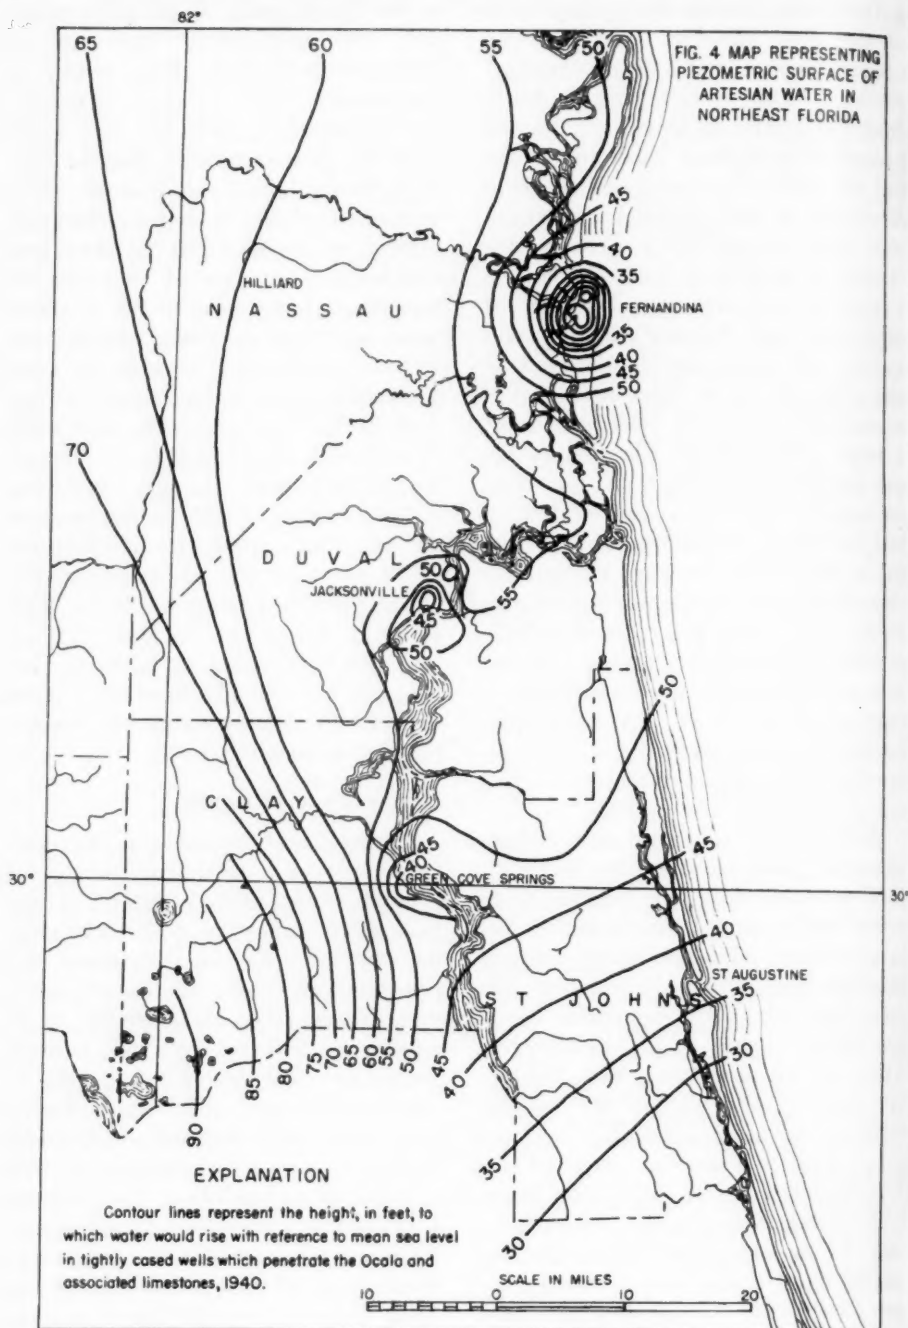 65
82°
60
55
50
FIG. 4 MAP REPRESENTING
PIEZOMETRIC SURFACE OF
ARTESIAN WATER IN
NORTHEAST FLORIDA
45
40
35
HILLIARD
NASSAU
FERNANDINA
35
40
45
50
70
DUVAL
50
JACKSONVILLE
45
55
50
50
CLAY
45
40
45
30°
GREEN COVE SPRINGS
30°
40
ST AUGUSTINE
ST JOHNS
35
30
90
85
80
75
70
65
60
55
50
45
40
35
30
EXPLANATION
Contour lines represent the height, in feet, to
which water would rise with reference to mean sea level
in tightly cased wells which penetrate the Ocala and
associated limestones, 1940.
SCALE IN MILES
10 0 10 20